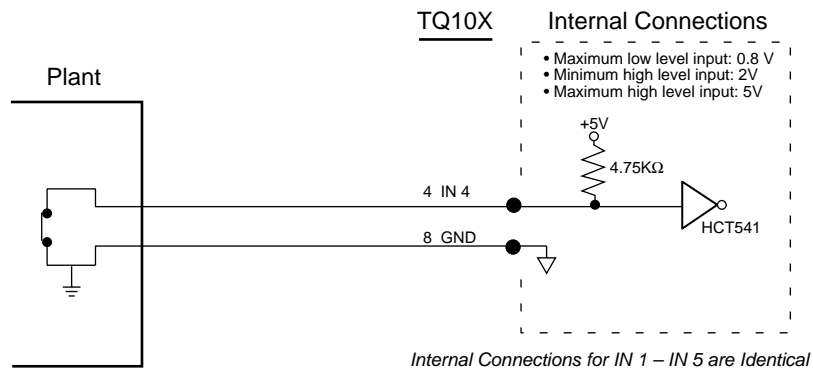 TQ10X
Internal Connections
• Maximum low level input: 0.8 V
• Minimum high level input: 2V
• Maximum high level input: 5V
Plant
+5V
4.75KΩ
4 IN 4
HCT541
8 GND
Internal Connections for IN 1 – IN 5 are Identical